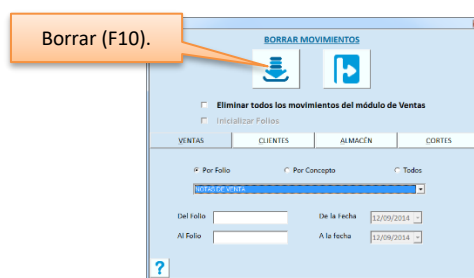 Borrar (F10).
BORRAR MOVIMIENTOS
Eliminar todos los movimientos del módulo de Ventas
Inicializar Folios
VENTAS CLIENTES ALMACÉN CORTES
Por Folio Por Concepto Todos
NOTAS DE VENTA
Del Folio De la Fecha 12/09/2014
Al Folio A la fecha 12/09/2014
?